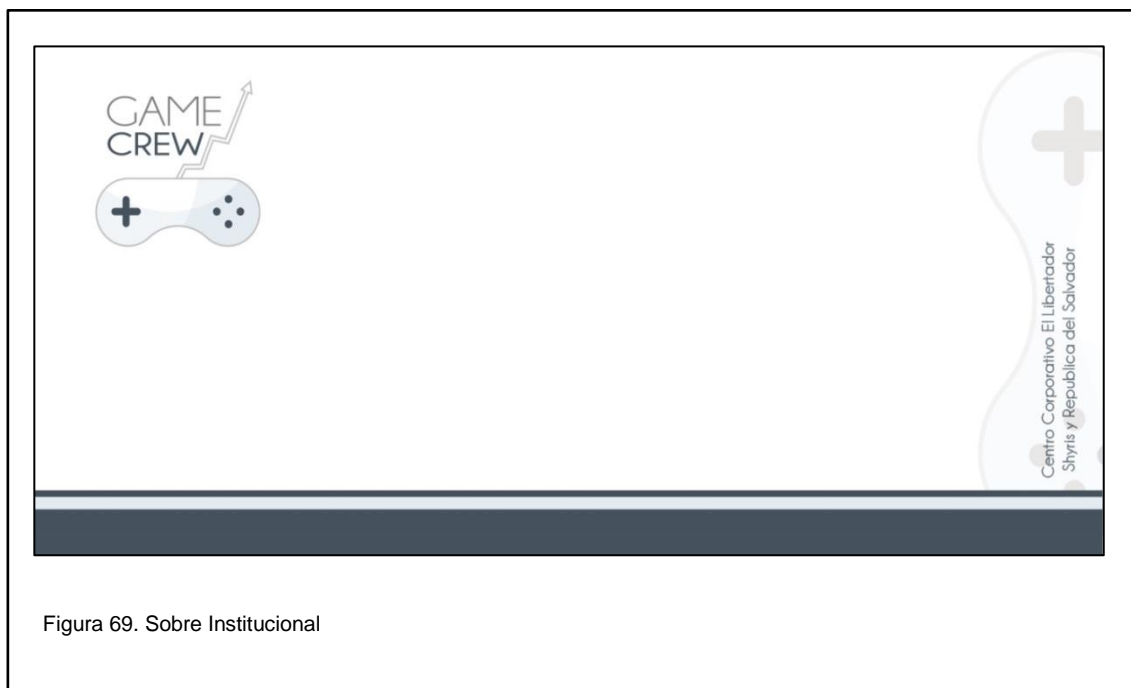 GAME
CREW
Centro Corporativo El Libertador
Shyris y Republica del Salvador
Figura 69. Sobre Institucional